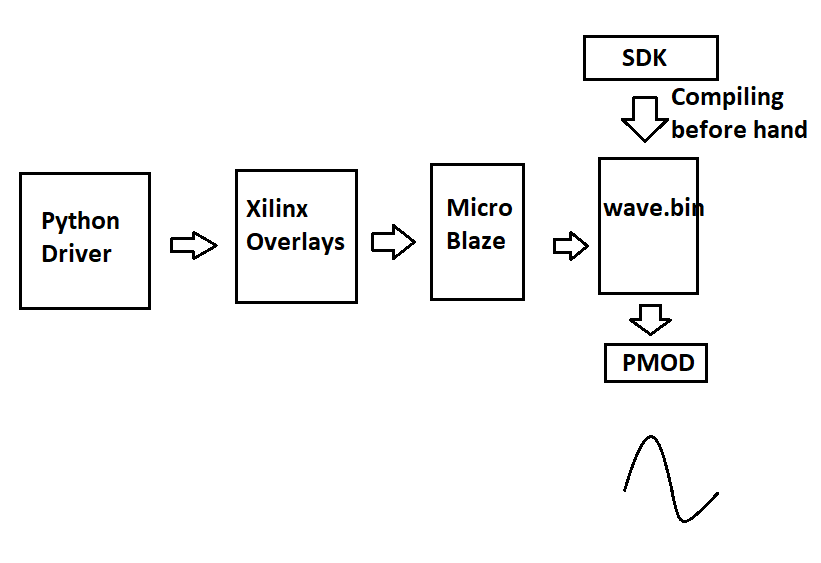 SDK
Compiling
before hand
Python
Driver
Xilinx
Overlays
Micro
Blaze
wave.bin
PMOD